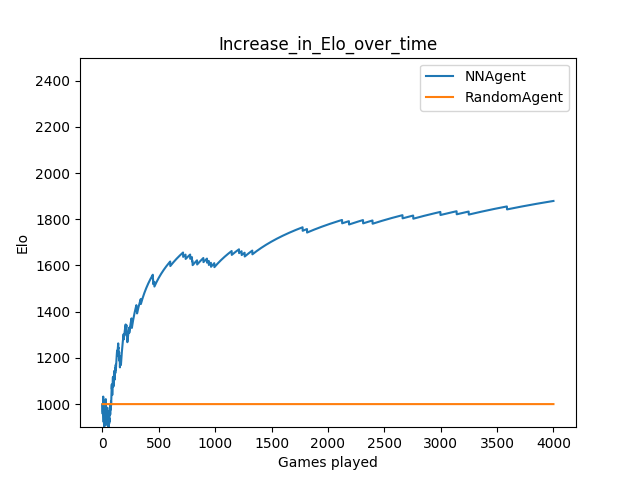 Increase_in_Elo_over_time
NNAgent
RandomAgent
2400
2200
2000
1800
1600
1400
1200
1000
Elo
0 500 1000 1500 2000 2500 3000 3500 4000
Games played